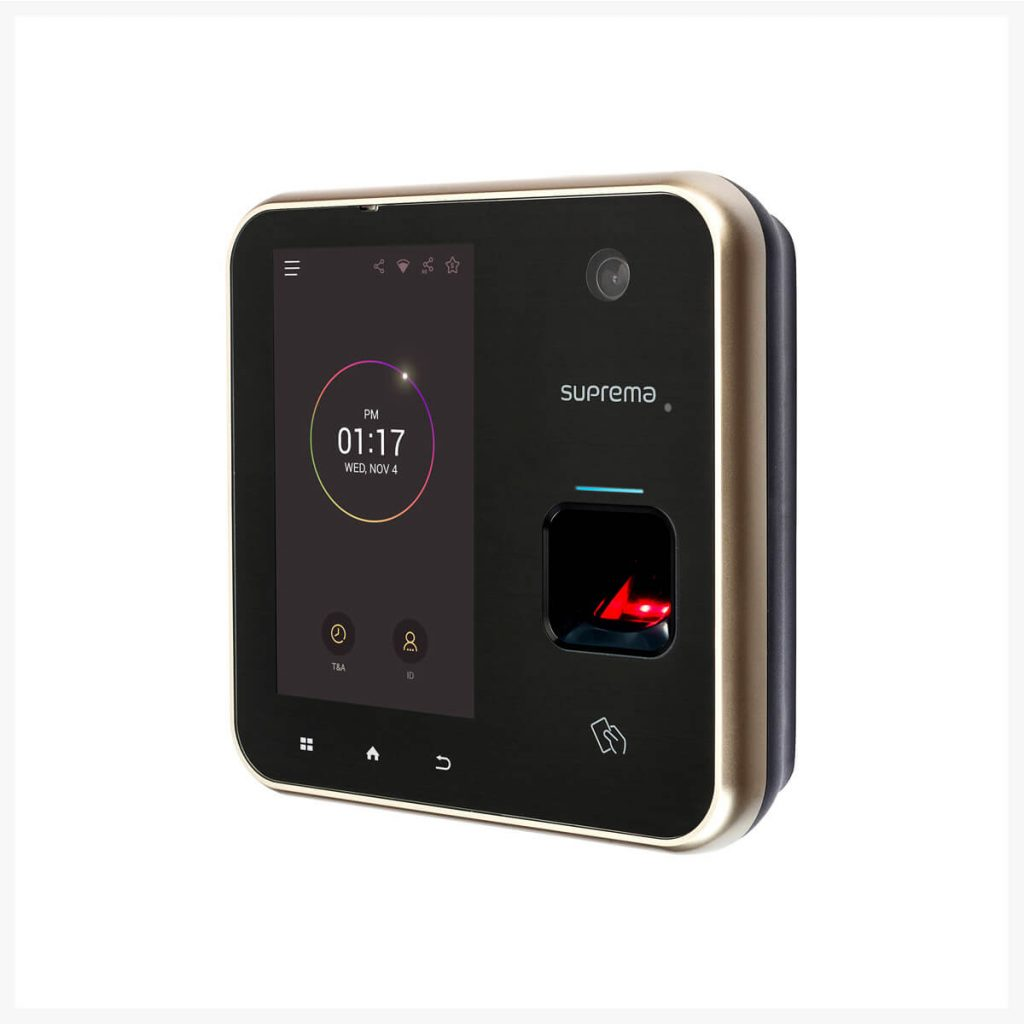 PM
01:17
WED, NOV 4
T&A
ID
suprema